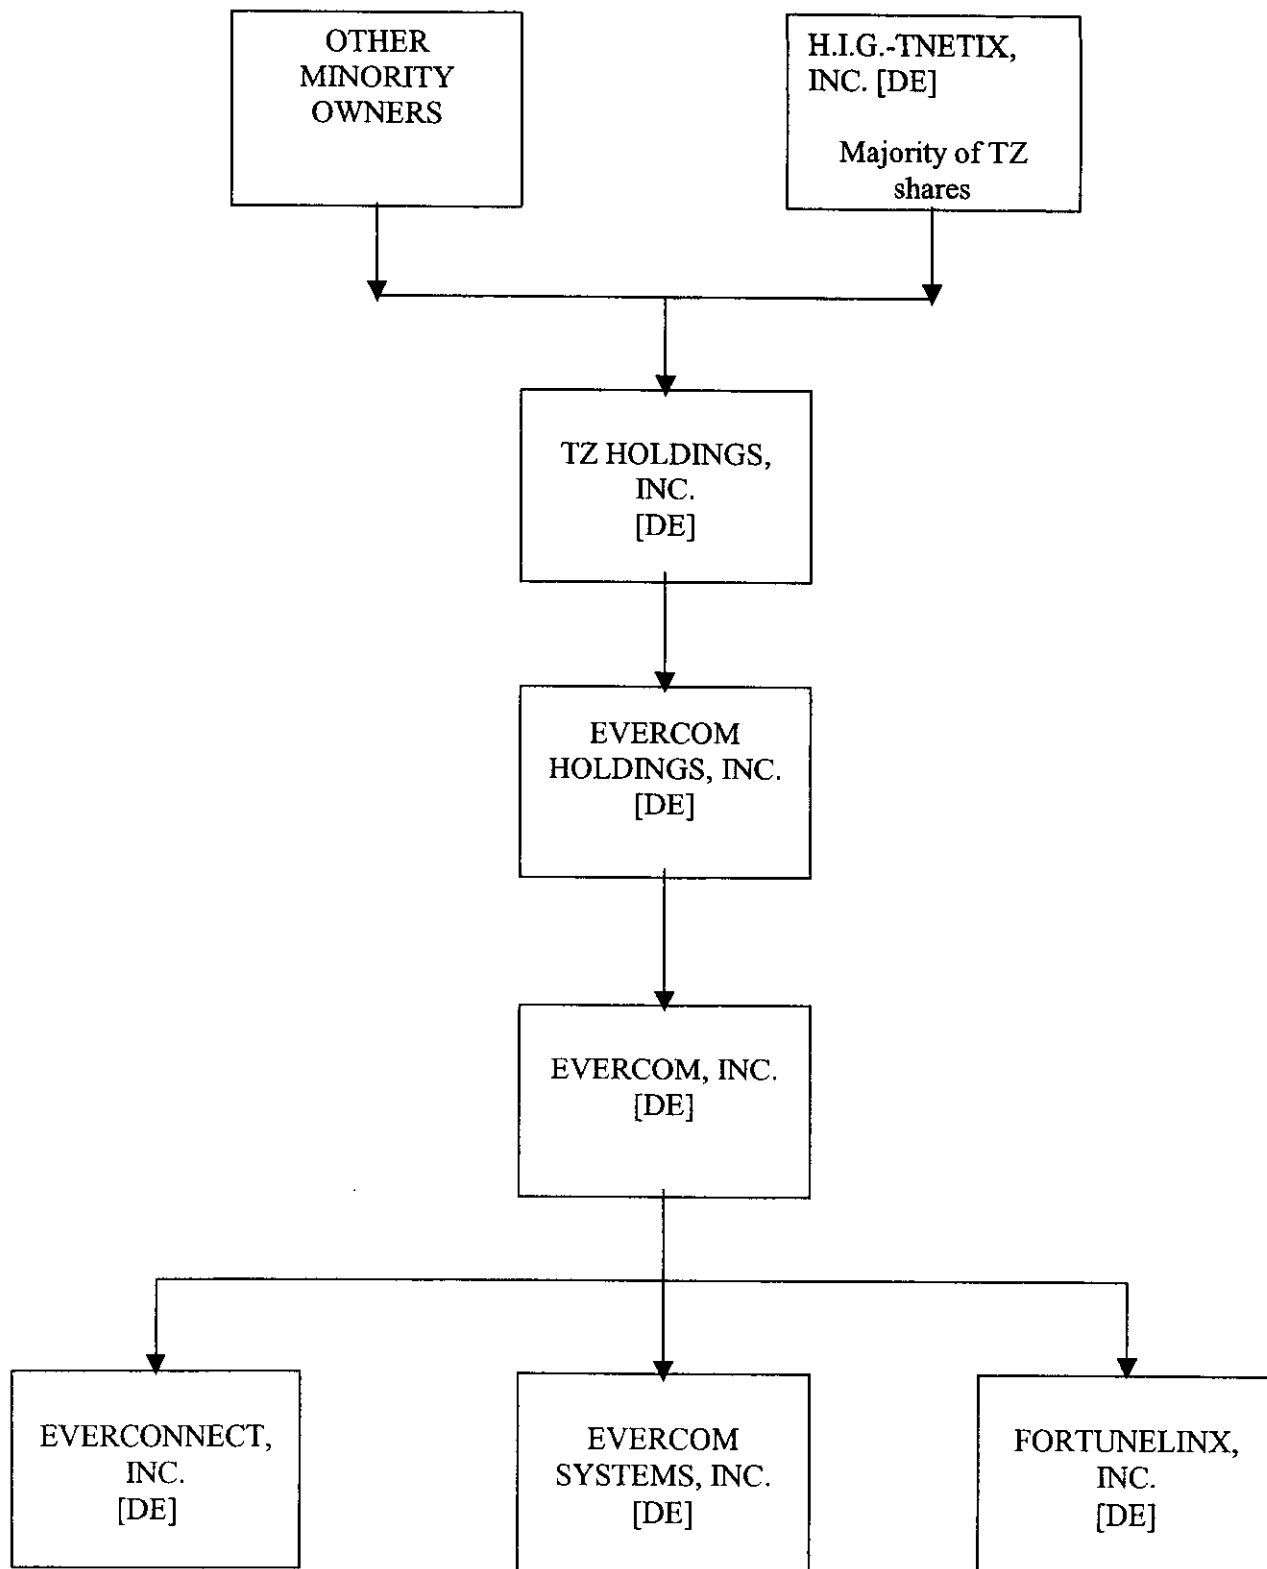 OTHER
MINORITY
OWNERS
H.I.G.-TNETIX,
INC. [DE]
Majority of TZ
shares
TZ HOLDINGS,
INC.
[DE]
EVERCOM
HOLDINGS, INC.
[DE]
EVERCOM, INC.
[DE]
EVERCONNECT,
INC.
[DE]
EVERCOM
SYSTEMS, INC.
[DE]
FORTUNELINX,
INC.
[DE]